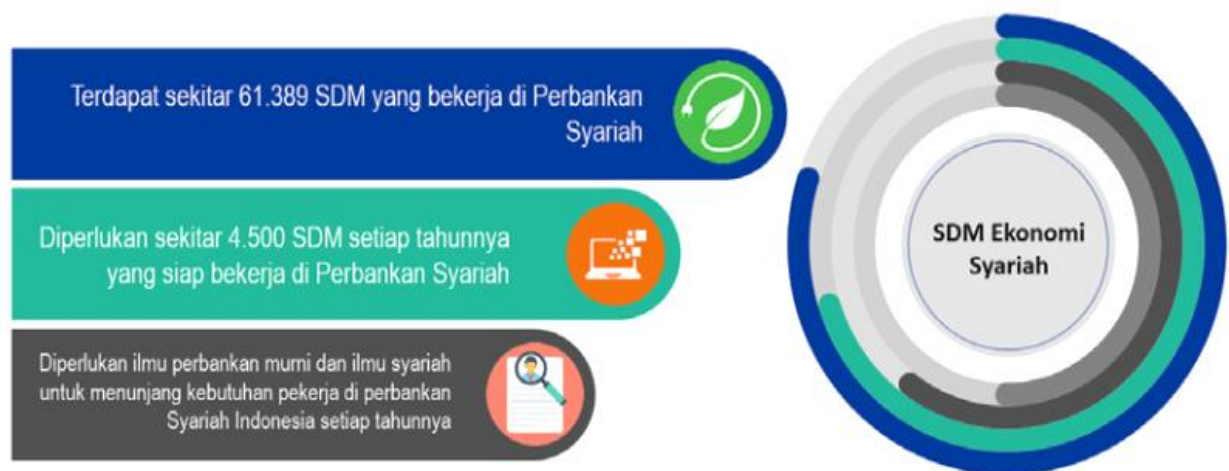 Terdapat sekitar 61.389 SDM yang bekerja di Perbankan
Syariah
Diperlukan sekitar 4.500 SDM setiap tahunnya
yang siap bekerja di Perbankan Syariah
Diperlukan ilmu perbankan murni dan ilmu syariah
untuk menunjang kebutuhan pekerja di perbankan
Syariah Indonesia setiap tahunnya
SDM Ekonomi
Syariah